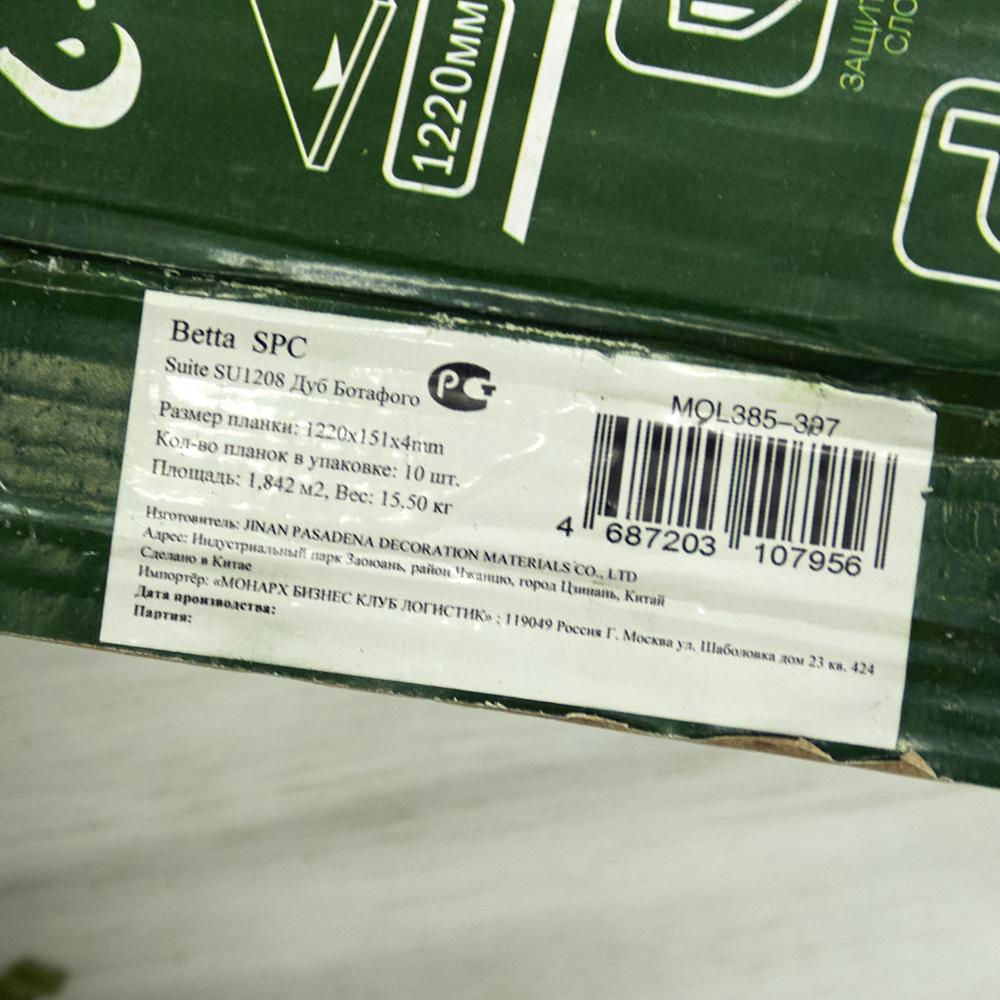 1220мм
ЗАЩИТ
СЛО
Betta SPC
Suite SU1208 Дуб Ботафого
Размер планки: 1220x151x4mm
Кол-во планок в упаковке: 10 шт.
Площадь: 1,842 м2, Вес: 15,50 кг
Изготовитель: JINAN PASADENA DECORATION MATERIALS CO., LTD
Адрес: Индустриальный парк Заоюань, район Чжанцю, город Цзинань, Китай
Сделано в Китае
Импортёр: «МОНАРХ БИЗНЕС КЛУБ ЛОГИСТИК» ; 119049 Россия Г. Москва ул. Шаболовка дом 23 кв. 424
Дата производства:
Партия:
MOL385-397
4 687203 107956